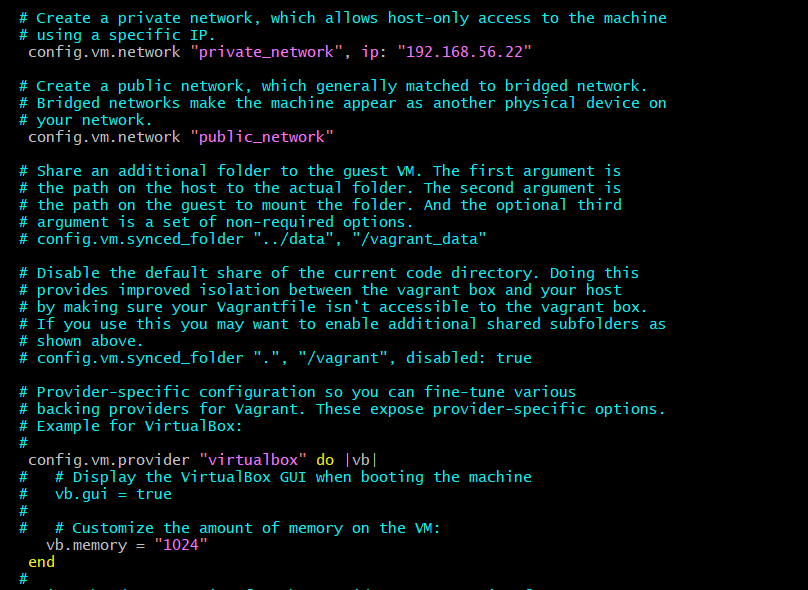 # Create a private network, which allows host-only access to the machine
# using a specific IP.
config.vm.network "private_network", ip: "192.168.56.22"
# Create a public network, which generally matched to bridged network.
# Bridged networks make the machine appear as another physical device on
# your network.
config.vm.network "public_network"
# Share an additional folder to the guest VM. The first argument is
# the path on the host to the actual folder. The second argument is
# the path on the guest to mount the folder. And the optional third
# argument is a set of non-required options.
# config.vm.synced_folder "../data", "/vagrant_data"
# Disable the default share of the current code directory. Doing this
# provides improved isolation between the vagrant box and your host
# by making sure your Vagrantfile isn't accessible to the vagrant box.
# If you use this you may want to enable additional shared subfolders as
# shown above.
# config.vm.synced_folder ".", "/vagrant", disabled: true
# Provider-specific configuration so you can fine-tune various
# backing providers for Vagrant. These expose provider-specific options.
# Example for VirtualBox:
#
config.vm.provider "virtualbox" do |vb|
#   # Display the VirtualBox GUI when booting the machine
#   vb.gui = true
#
#   # Customize the amount of memory on the VM:
vb.memory = "1024"
end
#